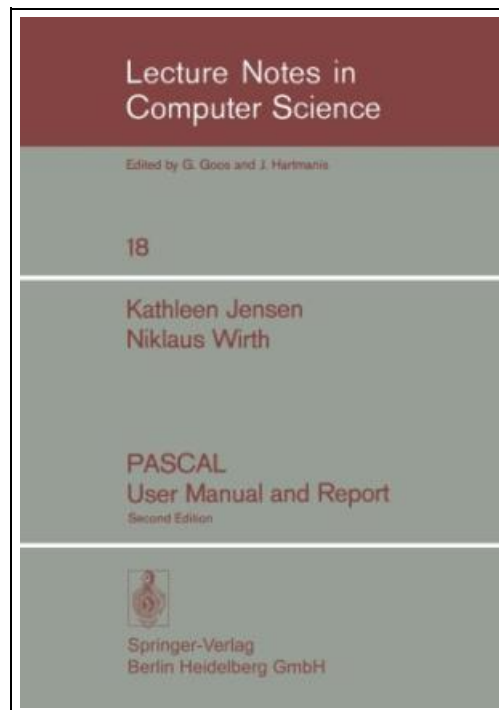 Lecture Notes in
Computer Science
Edited by G. Goos and J. Hartmanis
18
Kathleen Jensen
Niklaus Wirth
PASCAL
User Manual and Report
Second Edition
Springer-Verlag
Berlin Heidelberg GmbH